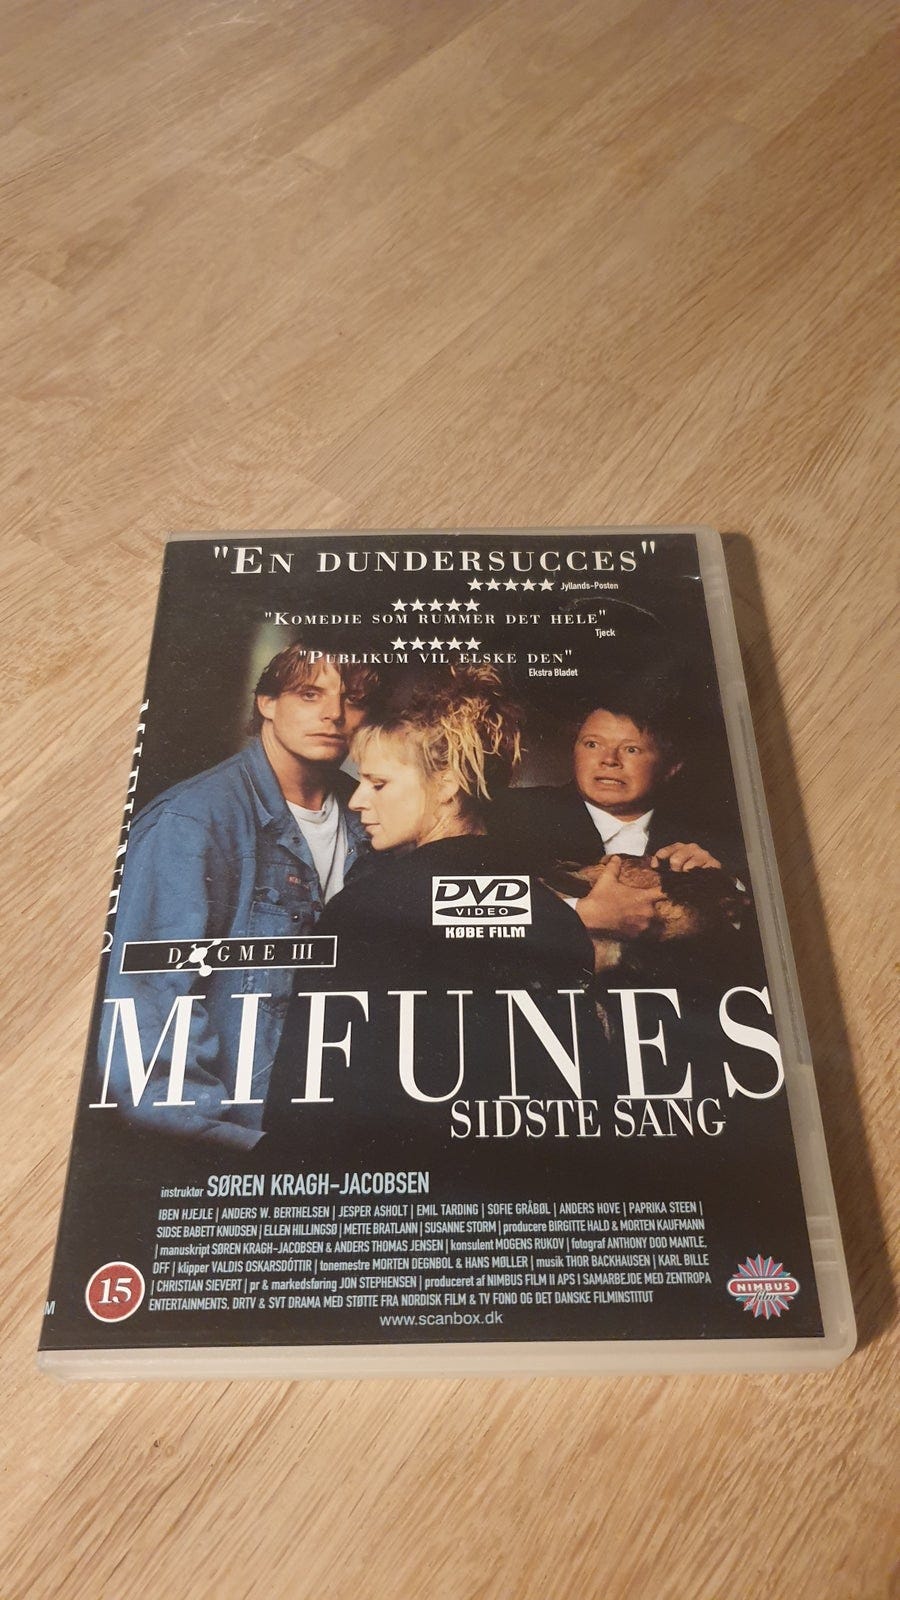 "EN DUNDERSUCCES"
★★★★★ Jyllands-Posten
★★★★★
"KOMEDIE SOM RUMMER DET HELE"
Tjeck
★★★★★
"PUBLIKUM VIL ELSKE DEN"
Ekstra Bladet
DVD
VIDEO
KØBE FILM
DOGME III
MIFUNES
SIDSTE SANG
instruktør SØREN KRAGH-JACOBSEN
IBEN HJEJLE | ANDERS W. BERTHELSEN | JESPER ASHOLT | EMIL TARDING | SOFIE GRÅBØL | ANDERS HOVE | PAPRIKA STEEN |
SIDSE BABETT KNUDSEN | ELLEN HILLINGSØ | METTE BRATLANN | SUSANNE STORM | producere BIRGITTE HALD & MORTEN KAUFMANN
| manuskript SØREN KRAGH-JACOBSEN & ANDERS THOMAS JENSEN | konsulent MOGENS RUKOV | fotograf ANTHONY DOD MANTLE,
DFF | klipper VALDIS OSKARSDÓTTIR | tonemestre MORTEN DEGNBOL & HANS MØLLER | musik THOR BACKHAUSEN | KARL BILLE
| CHRISTIAN SIEVERT | pr & markedsføring JON STEPHENSEN | produceret af NIMBUS FILM II APS I SAMARBEJDE MED ZENTROPA
ENTERTAINMENTS, DRTV & SVT DRAMA MED STØTTE FRA NORDISK FILM & TV FOND OG DET DANSKE FILMINSTITUT
www.scanbox.dk
15
NIMBUS
film